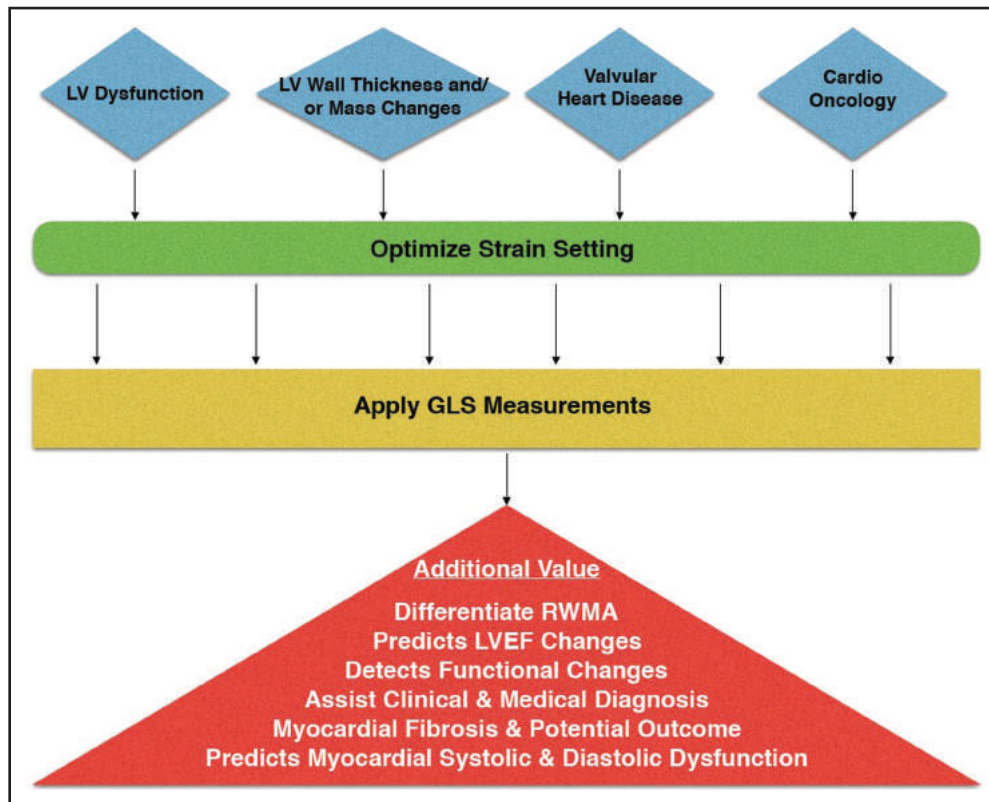 LV Dysfunction
LV Wall Thickness and/
or Mass Changes
Valvular
Heart Disease
Cardio
Oncology
Optimize Strain Setting
Apply GLS Measurements
Additional Value
Differentiate RWMA
Predicts LVEF Changes
Detects Functional Changes
Assist Clinical & Medical Diagnosis
Myocardial Fibrosis & Potential Outcome
Predicts Myocardial Systolic & Diastolic Dysfunction